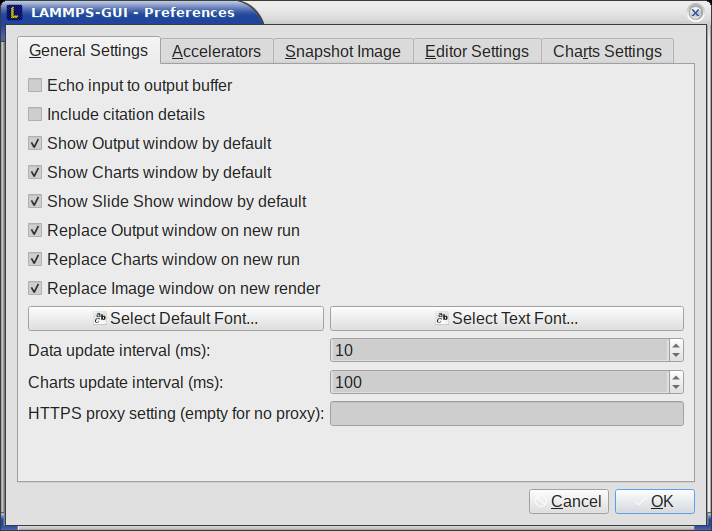 LAMMPS-GUI - Preferences
General Settings Accelerators Snapshot Image Editor Settings Charts Settings
Echo input to output buffer
Include citation details
Show Output window by default
Show Charts window by default
Show Slide Show window by default
Replace Output window on new run
Replace Charts window on new run
Replace Image window on new render
Select Default Font... Select Text Font...
Data update interval (ms): 10
Charts update interval (ms): 100
HTTPS proxy setting (empty for no proxy):
Cancel OK